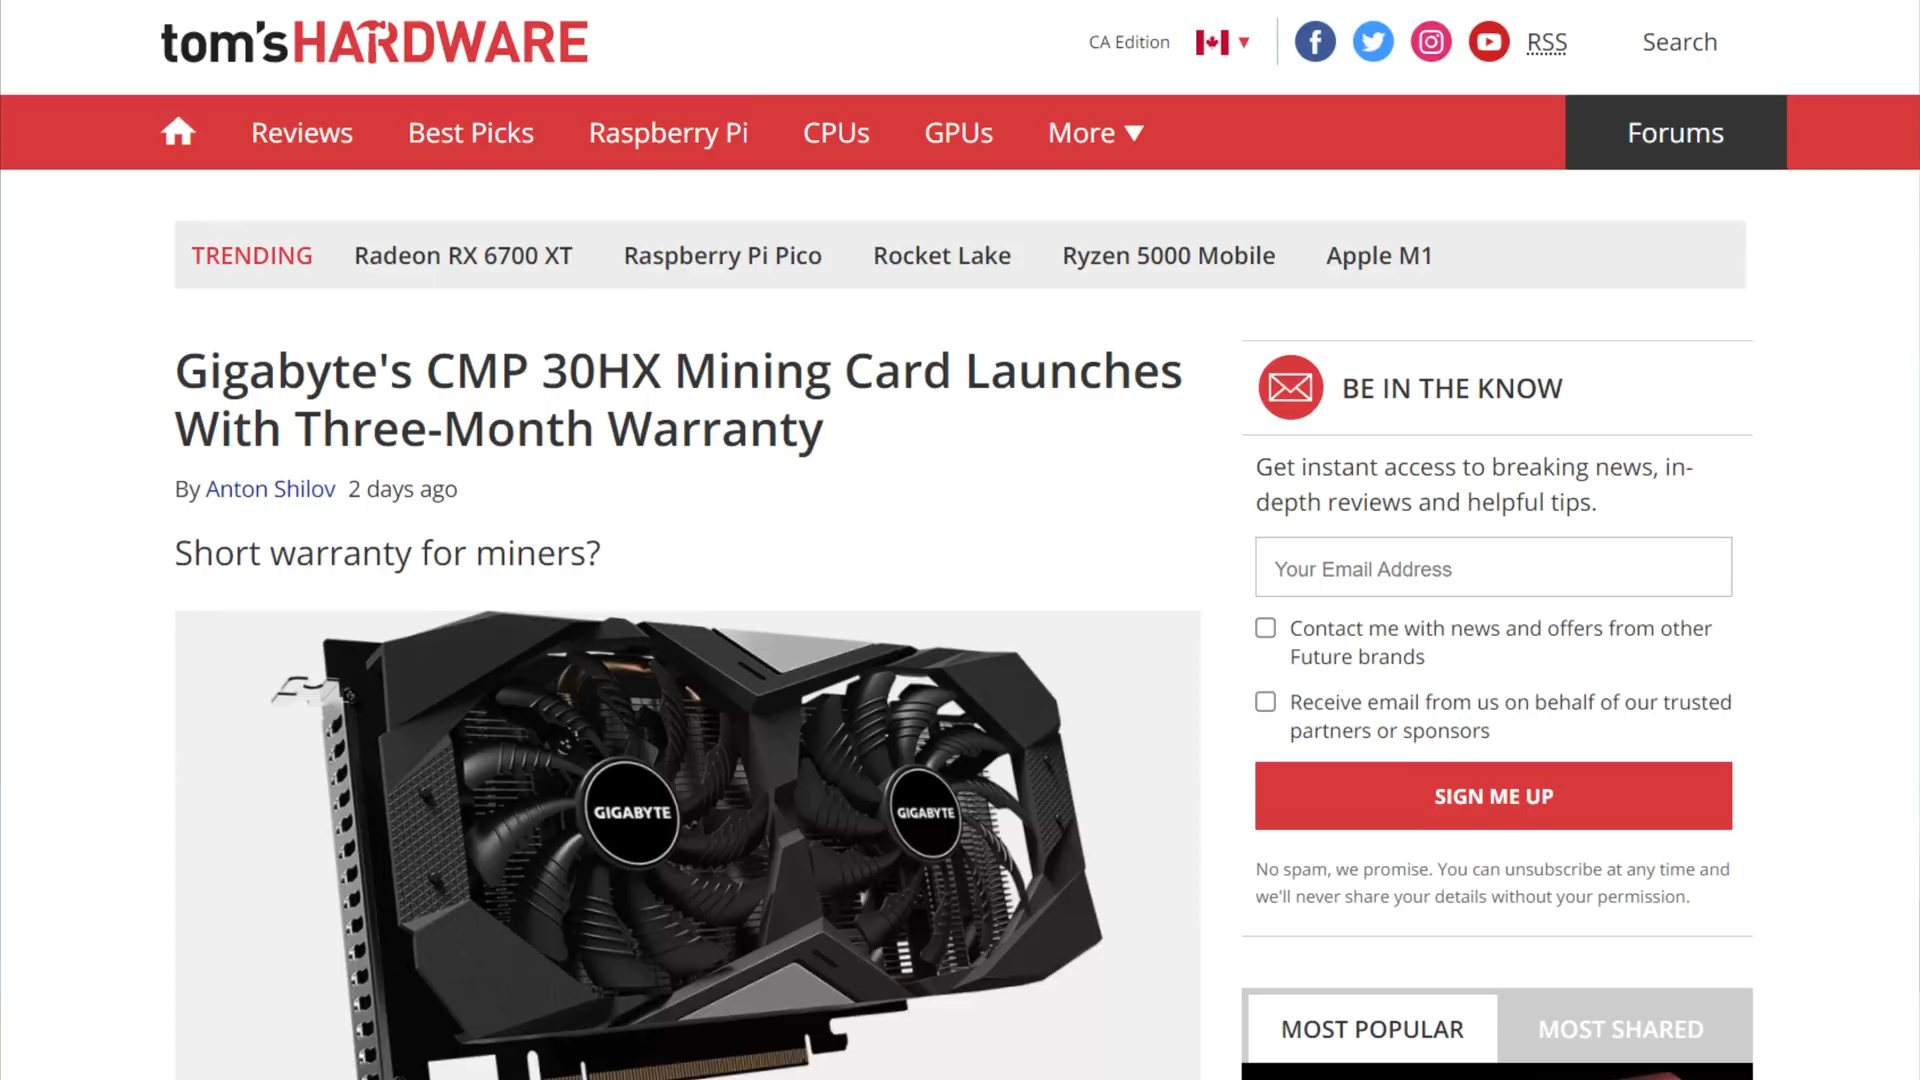 tom'sHARDWARE
CA Edition
RSS
Search
Reviews
Best Picks
Raspberry Pi
CPUs
GPUs
More ▼
Forums
TRENDING
Radeon RX 6700 XT
Raspberry Pi Pico
Rocket Lake
Ryzen 5000 Mobile
Apple M1
Gigabyte's CMP 30HX Mining Card Launches
With Three-Month Warranty
By Anton Shilov 2 days ago
Short warranty for miners?
GIGABYTE
GIGABYTE
BE IN THE KNOW
Get instant access to breaking news, in-
depth reviews and helpful tips.
Your Email Address
Contact me with news and offers from other
Future brands
Receive email from us on behalf of our trusted
partners or sponsors
SIGN ME UP
No spam, we promise. You can unsubscribe at any time and
we'll never share your details without your permission.
MOST POPULAR
MOST SHARED